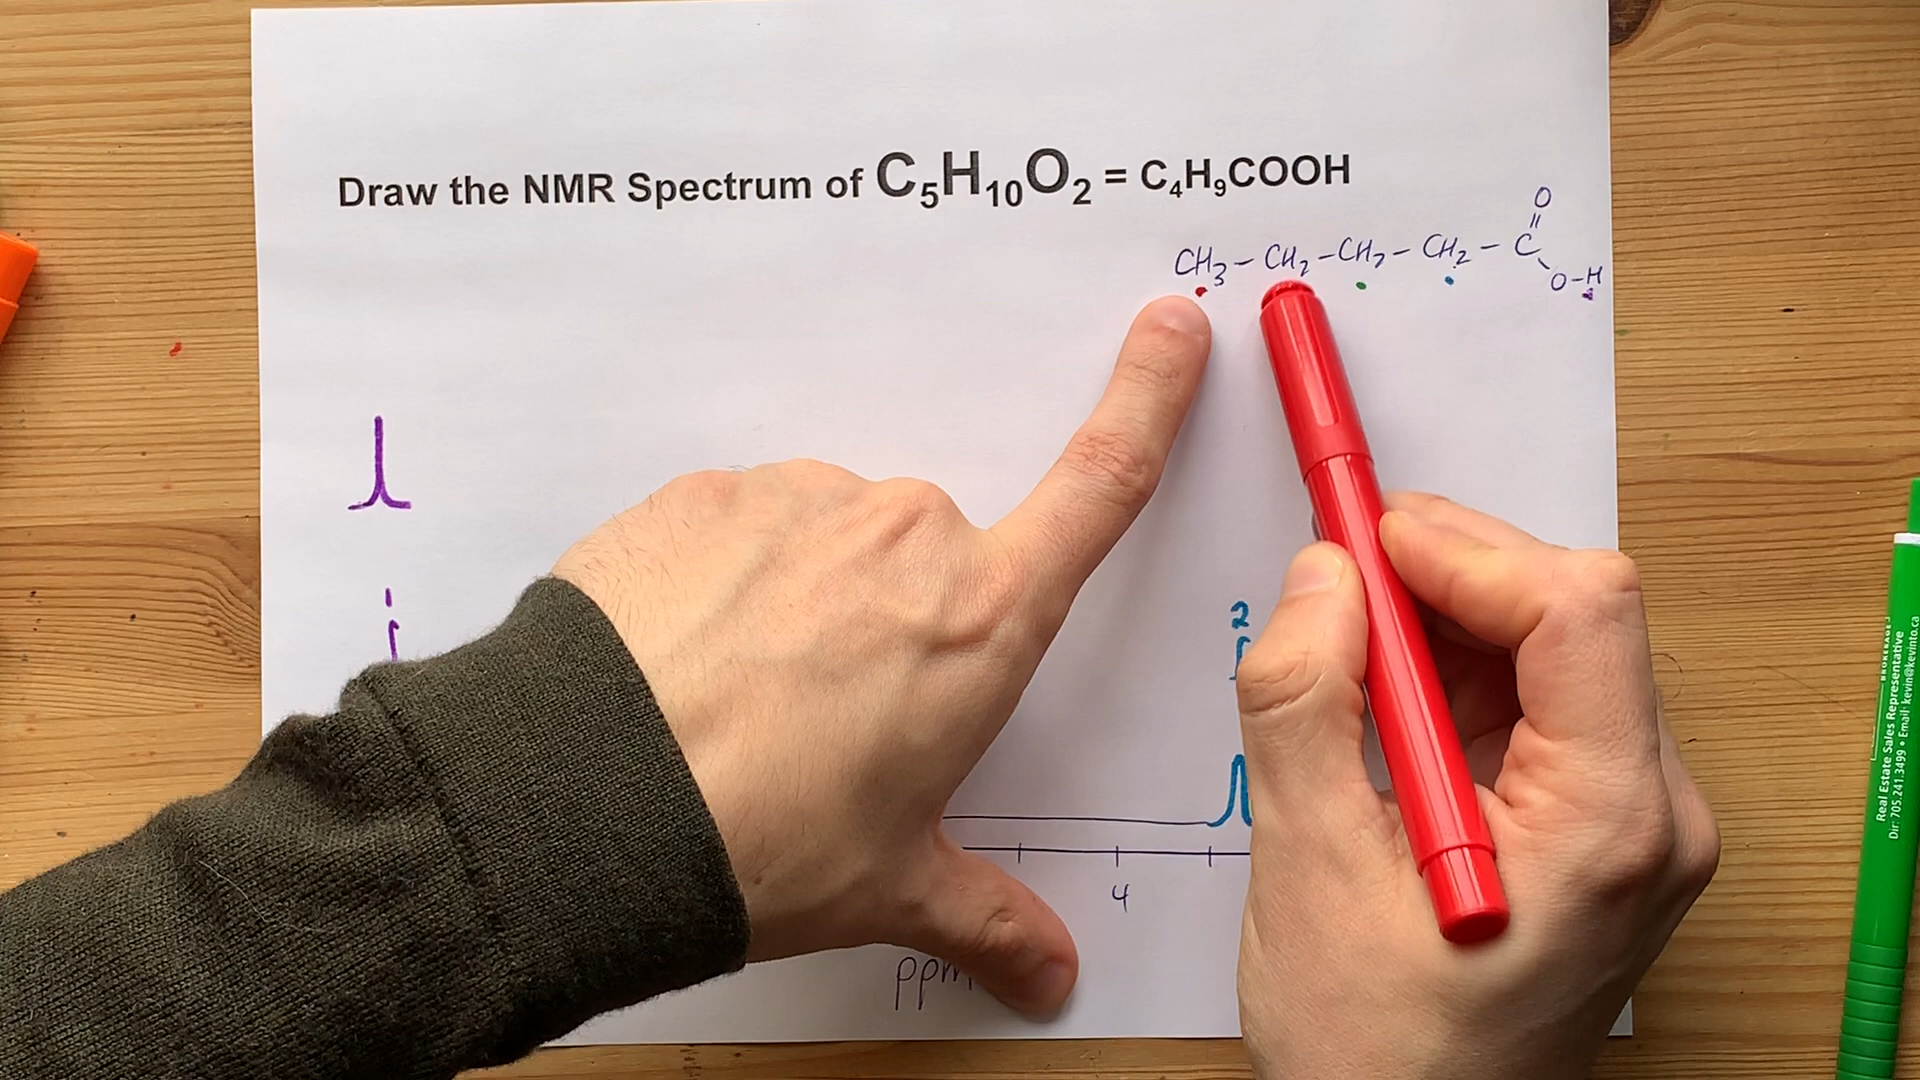 Draw the NMR Spectrum of C₅H₁₀O₂ = C₄H₉COOH
O
CH₃ – CH₂ – CH₂ – CH₂ – C
O–H
2
4
ppm
Real Estate Sales Representative
Dir: 705.241.3499 • Email: kevin@kevinto.ca